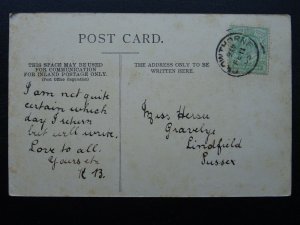 POST CARD.
THIS SPACE MAY BE USED
FOR COMMUNICATION
FOR INLAND POSTAGE ONLY.
(Post Office Regulation)
THE ADDRESS ONLY TO BE
WRITTEN HERE.
I am not quite
certain which
day I return
but will write.
Love to all.
Yours etc
H B.
Miss
Gravelye
Lindfield
Sussex